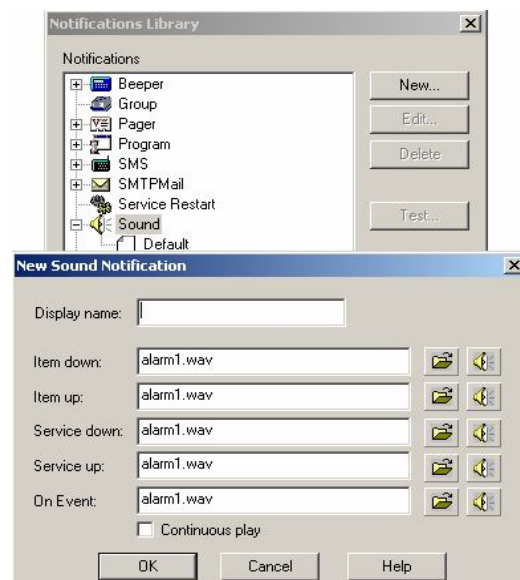 Notifications Library
Notifications
Beeper
Group
Pager
Program
SMS
SMTPMail
Service Restart
Sound
Default
New...
Edit...
Delete
Test...
New Sound Notification
Display name:
Item down: alarm1.wav
Item up: alarm1.wav
Service down: alarm1.wav
Service up: alarm1.wav
On Event: alarm1.wav
Continuous play
OK Cancel Help